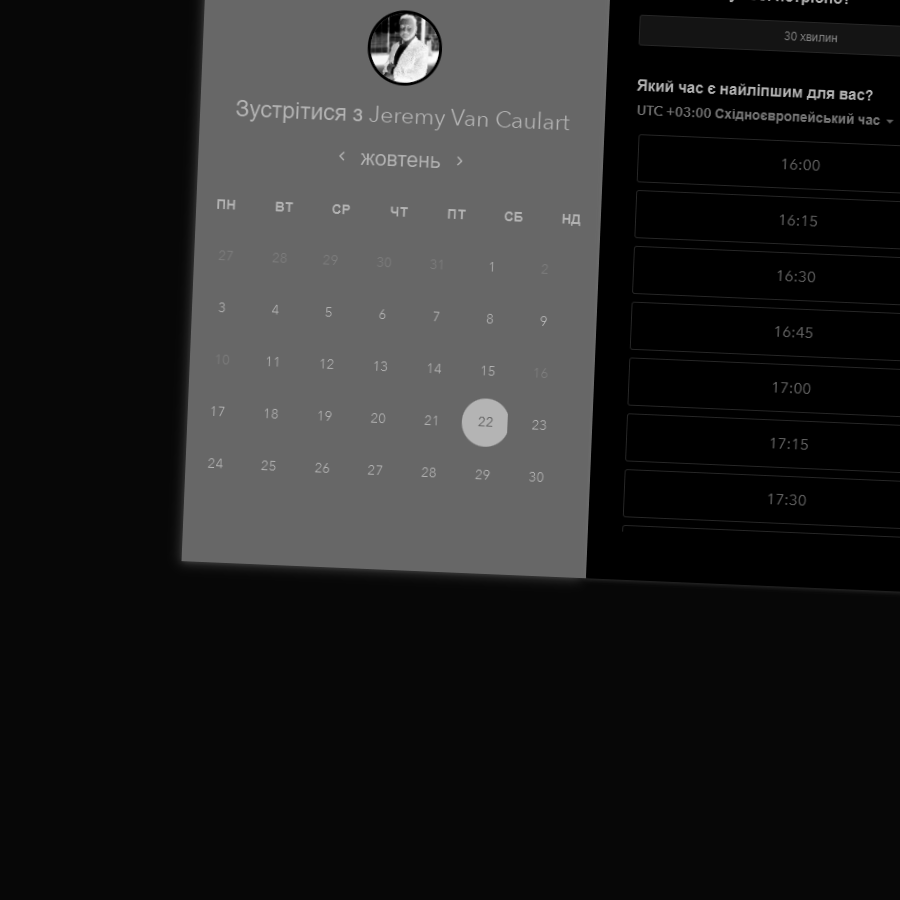 Зустрітися з Jeremy Van Caulart
жовтень
ПН ВТ СР ЧТ ПТ СБ НД
27 28 29 30 31 1 2
3 4 5 6 7 8 9
10 11 12 13 14 15 16
17 18 19 20 21 22 23
24 25 26 27 28 29 30
30 хвилин
Який час є найліпшим для вас?
UTC +03:00 Східноєвропейський час
16:00
16:15
16:30
16:45
17:00
17:15
17:30